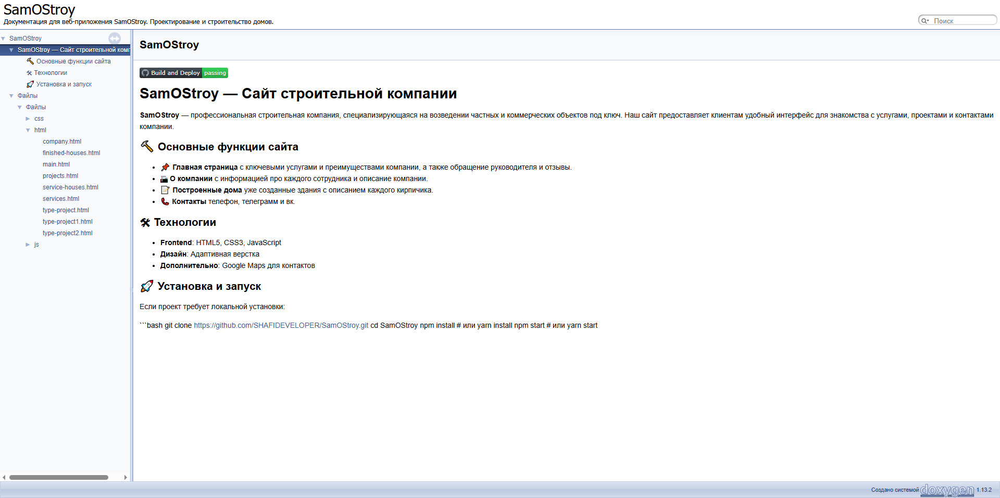 SamOStroy
Документация для веб-приложения SamOStroy. Проектирование и строительство домов.
Поиск
SamOStroy
SamOStroy — Сайт строительной комп
Основные функции сайта
Технологии
Установка и запуск
Файлы
Файлы
css
html
company.html
finished-houses.html
main.html
projects.html
service-houses.html
services.html
type-project.html
type-project1.html
type-project2.html
js
SamOStroy
Build and Deploy passing
SamOStroy — Сайт строительной компании
SamOStroy — профессиональная строительная компания, специализирующаяся на возведении частных и коммерческих объектов под ключ. Наш сайт предоставляет клиентам удобный интерфейс для знакомства с услугами, проектами и контактами
компании.
Основные функции сайта
Главная страница с ключевыми услугами и преимуществами компании, а также обращение руководителя и отзывы.
О компании с информацией про каждого сотрудника и описание компании.
Построенные дома уже созданные здания с описанием каждого кирпичика.
Контакты телефон, телеграмм и вк.
Технологии
Frontend: HTML5, CSS3, JavaScript
Дизайн: Адаптивная верстка
Дополнительно: Google Maps для контактов
Установка и запуск
Если проект требует локальной установки:
```bash git clone https://github.com/SHAFIDEVELOPER/SamOStroy.git cd SamOStroy npm install # или yarn install npm start # или yarn start
Создано системой doxygen 1.13.2